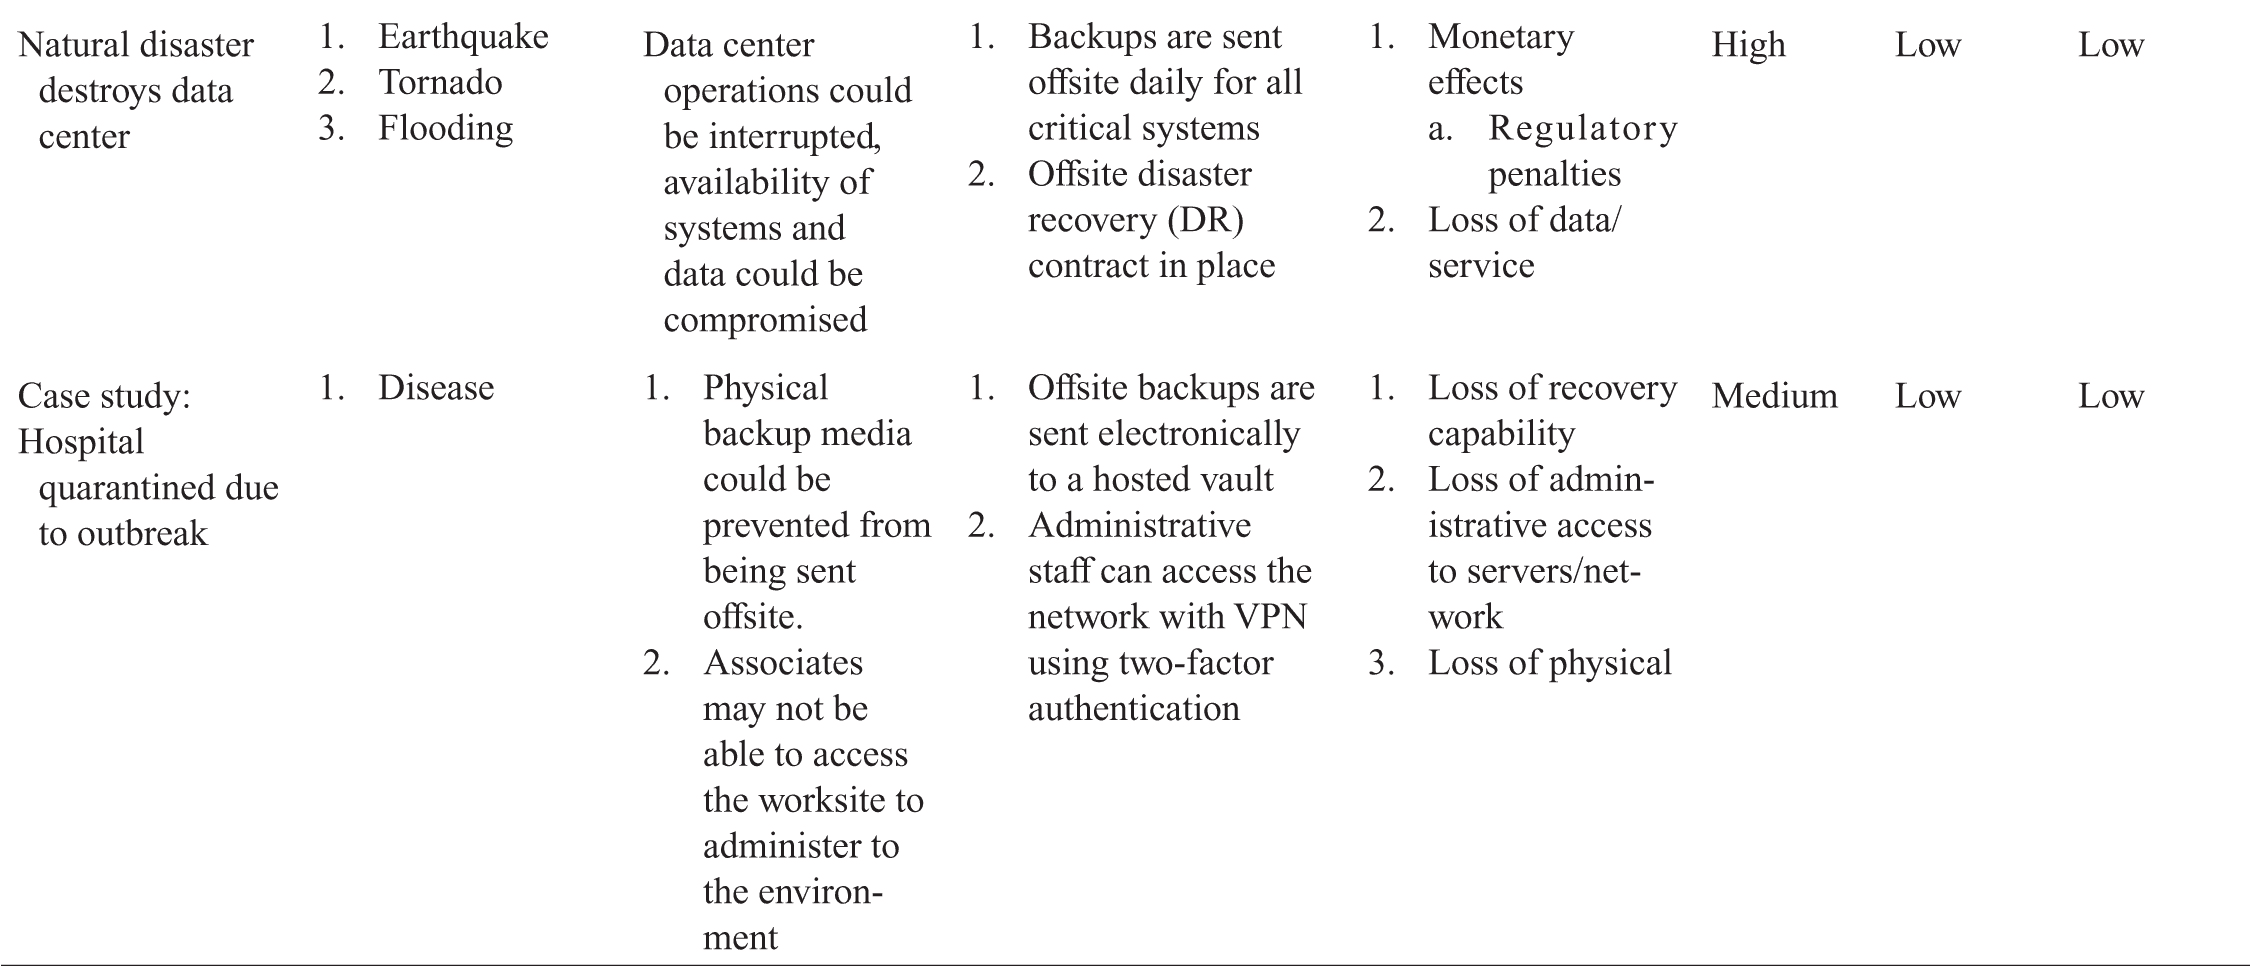 Natural disaster
destroys data
center
1. Earthquake
2. Tornado
3. Flooding
Data center
operations could
be interrupted,
availability of
systems and
data could be
compromised
1. Backups are sent
offsite daily for all
critical systems
2. Offsite disaster
recovery (DR)
contract in place
1. Monetary
effects
a. Regulatory
penalties
2. Loss of data/
service
High
Low
Low
Case study:
Hospital
quarantined due
to outbreak
1. Disease
1. Physical
backup media
could be
prevented from
being sent
offsite.
2. Associates
may not be
able to access
the worksite to
administer to
the environ-
ment
1. Offsite backups are
sent electronically
to a hosted vault
2. Administrative
staff can access the
network with VPN
using two-factor
authentication
1. Loss of recovery
capability
2. Loss of admin-
istrative access
to servers/net-
work
3. Loss of physical
Medium
Low
Low